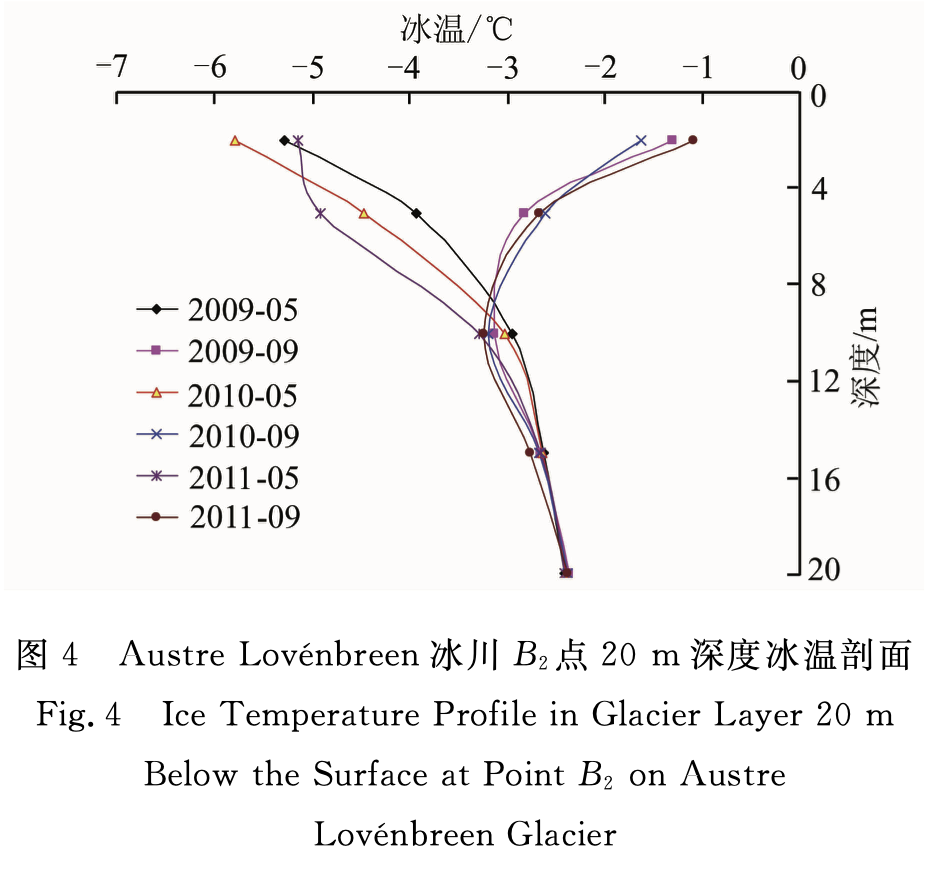 冰温/℃
−7 −6 −5 −4 −3 −2 −1 0
0
4
8
12
16
20
深度/m
2009-05
2009-09
2010-05
2010-09
2011-05
2011-09
图 4 Austre Lovénbreen 冰川 B₂点 20 m 深度冰温剖面
Fig. 4 Ice Temperature Profile in Glacier Layer 20 m
Below the Surface at Point B₂ on Austre
Lovénbreen Glacier